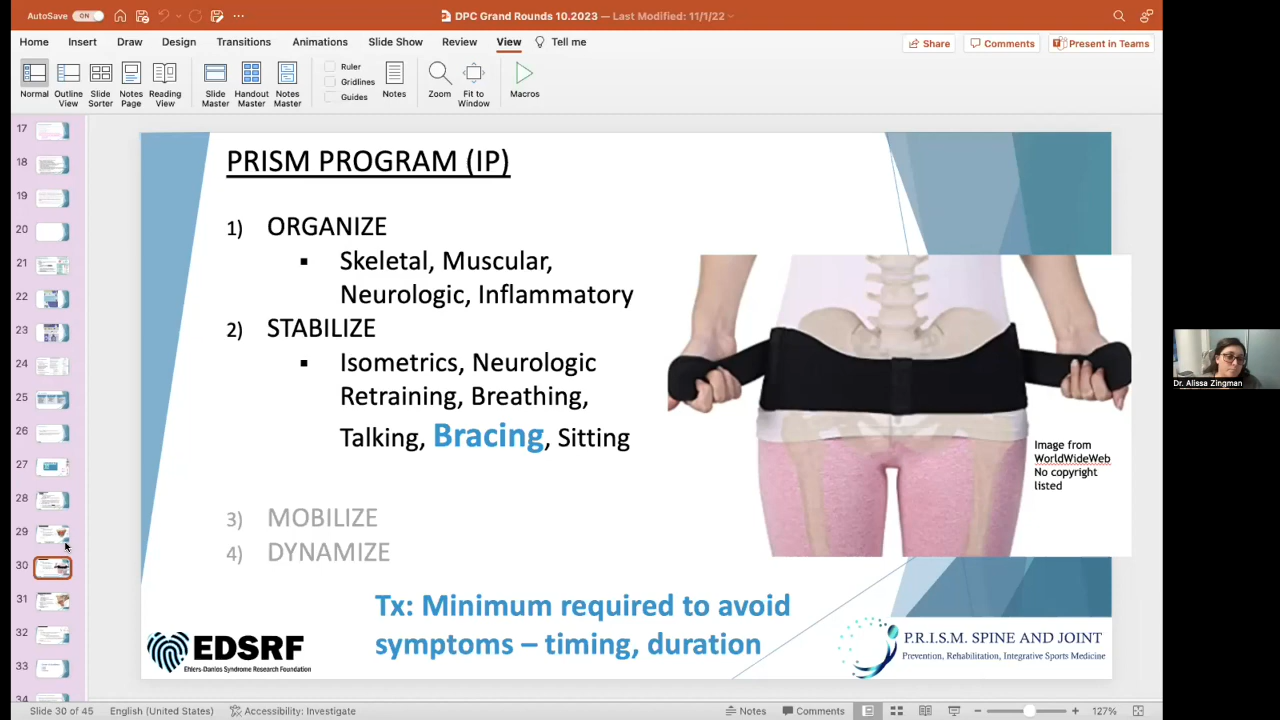 AutoSave ON
DPC Grand Rounds 10.2023 — Last Modified: 11/1/22
Home Insert Draw Design Transitions Animations Slide Show Review View Tell me
Share Comments Present in Teams
Normal
Outline View
Slide Sorter
Notes Page
Reading View
Slide Master
Handout Master
Notes Master
Ruler
Gridlines
Guides
Notes
Zoom
Fit to Window
Macros
17
18
19
20
21
22
23
24
25
26
27
28
29
30
31
32
33
PRISM PROGRAM (IP)
1) ORGANIZE
▪ Skeletal, Muscular,
Neurologic, Inflammatory
2) STABILIZE
▪ Isometrics, Neurologic
Retraining, Breathing,
Talking, Bracing, Sitting
3) MOBILIZE
4) DYNAMIZE
Image from
WorldWideWeb
No copyright
listed
Tx: Minimum required to avoid
symptoms – timing, duration
EDSRF
Ehlers-Danlos Syndrome Research Foundation
P.R.I.S.M. SPINE AND JOINT
Prevention, Rehabilitation, Integrative Sports Medicine
Dr. Alissa Zingman
Slide 30 of 45 English (United States) Accessibility: Investigate Notes Comments 127%